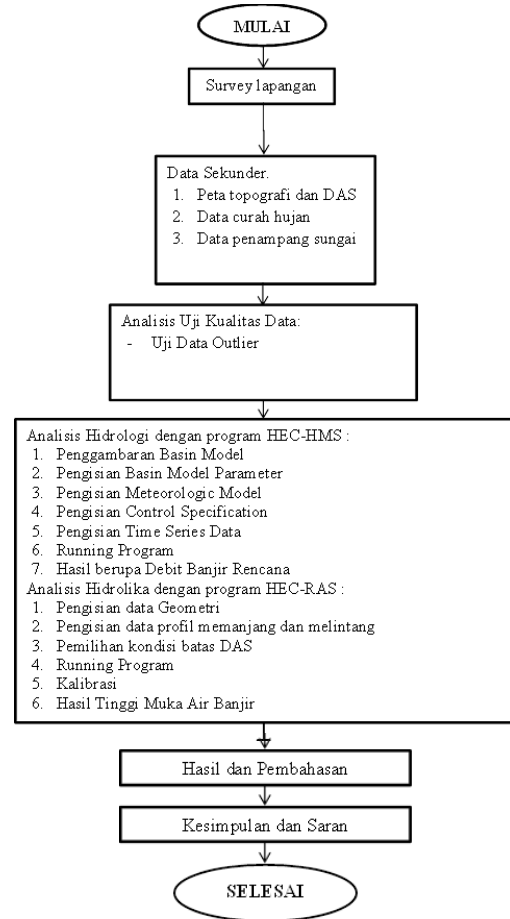 MULAI
Survey lapangan
Data Sekunder.
1. Peta topografi dan DAS
2. Data curah hujan
3. Data penampang sungai
Analisis Uji Kualitas Data:
- Uji Data Outlier
Analisis Hidrologi dengan program HEC-HMS :
1. Penggambaran Basin Model
2. Pengisian Basin Model Parameter
3. Pengisian Meteorologic Model
4. Pengisian Control Specification
5. Pengisian Time Series Data
6. Running Program
7. Hasil berupa Debit Banjir Rencana
Analisis Hidrolika dengan program HEC-RAS :
1. Pengisian data Geometri
2. Pengisian data profil memanjang dan melintang
3. Pemilihan kondisi batas DAS
4. Running Program
5. Kalibrasi
6. Hasil Tinggi Muka Air Banjir
Hasil dan Pembahasan
Kesimpulan dan Saran
SELESAI